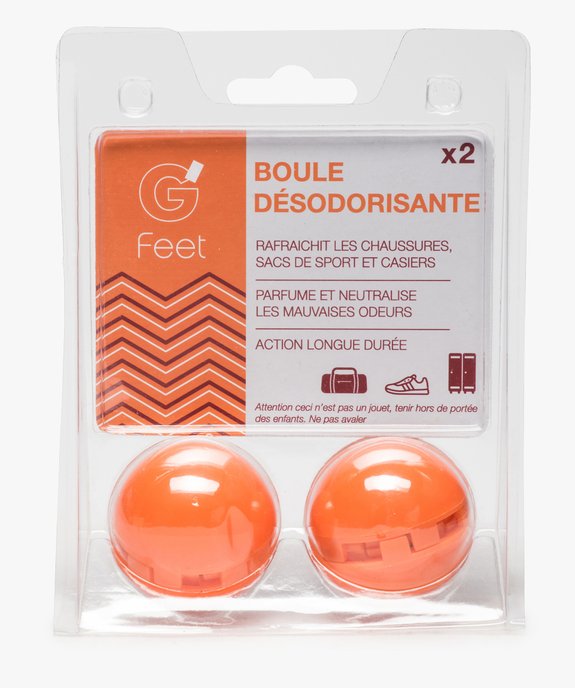 G
Feet
x2
BOULE
DÉSODORISANTE
RAFRAICHIT LES CHAUSSURES,
SACS DE SPORT ET CASIERS
PARFUME ET NEUTRALISE
LES MAUVAISES ODEURS
ACTION LONGUE DURÉE
Attention ceci n'est pas un jouet, tenir hors de portée
des enfants. Ne pas avaler